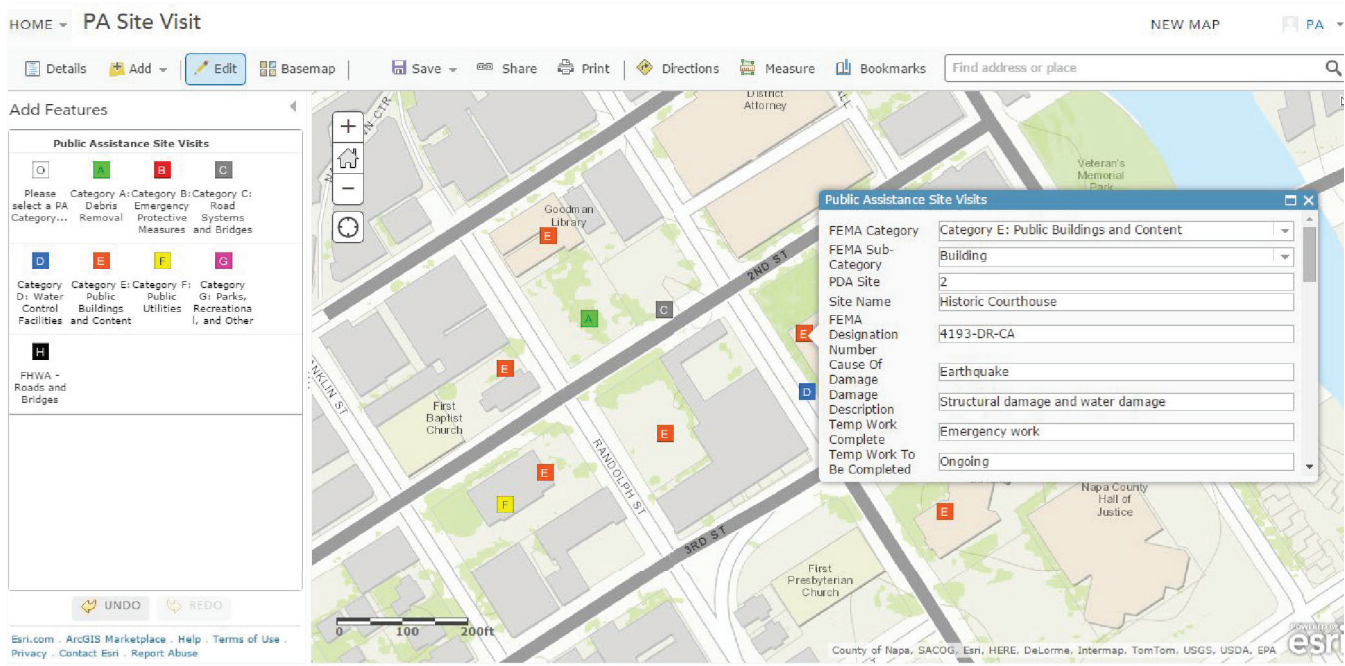 HOME PA Site Visit NEW MAP PA
Details Add Edit Basemap Save Share Print Directions Measure Bookmarks Find address or place
Add Features
Public Assistance Site Visits
O A B C
Please select a PA Category...
Category A: Debris Removal
Category B: Emergency Protective Measures
Category C: Road Systems and Bridges
D E F G
Category D: Water Control Facilities
Category E: Public Buildings and Content
Category F: Public Utilities
Category G: Parks, Recreational, and Other
H
FHWA - Roads and Bridges
UNDO REDO
Esri.com . ArcGIS Marketplace . Help . Terms of Use .
Privacy . Contact Esri . Report Abuse
+
−
District
Attorney
Veteran's
Memorial
Park
Goodman
Library
E
2ND ST
C
A
E
E
D
First
Baptist
Church
E
RANDOLPH ST
E
F
3RD ST
E
Napa County
Hall of
Justice
First
Presbyterian
Church
0 100 200ft
Public Assistance Site Visits
FEMA Category Category E: Public Buildings and Content
FEMA Sub-Category Building
PDA Site 2
Site Name Historic Courthouse
FEMA Designation Number 4193-DR-CA
Cause Of Damage Earthquake
Damage Description Structural damage and water damage
Temp Work Complete Emergency work
Temp Work To Be Completed Ongoing
County of Napa, SACOG, Esri, HERE, DeLorme, Intermap, TomTom, USGS, USDA, EPA
POWERED BY
esri